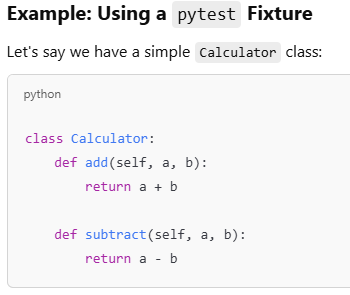 Example: Using a pytest Fixture
Let's say we have a simple Calculator class:
python
class Calculator:
    def add(self, a, b):
        return a + b

    def subtract(self, a, b):
        return a - b